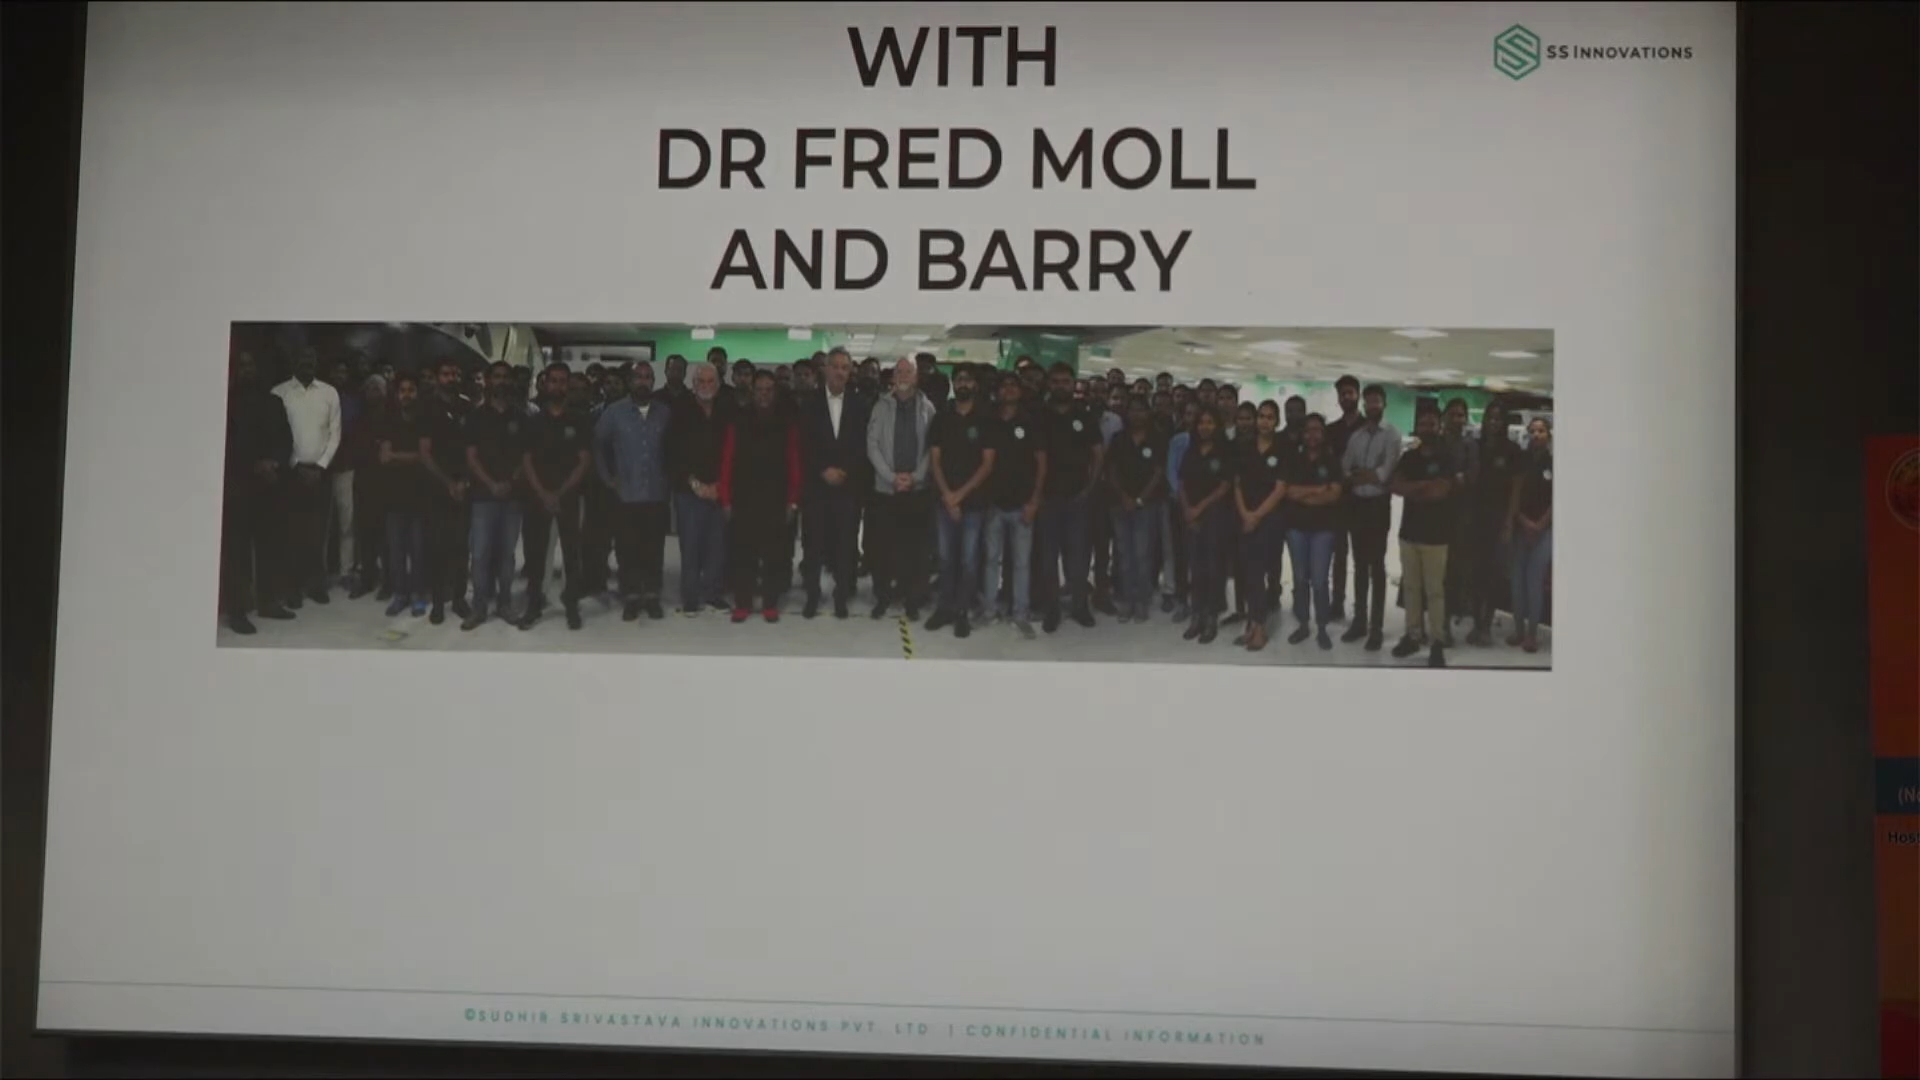 WITH
SS INNOVATIONS
DR FRED MOLL
AND BARRY
©SUDHIR SRIVASTAVA INNOVATIONS PVT. LTD. | CONFIDENTIAL INFORMATION